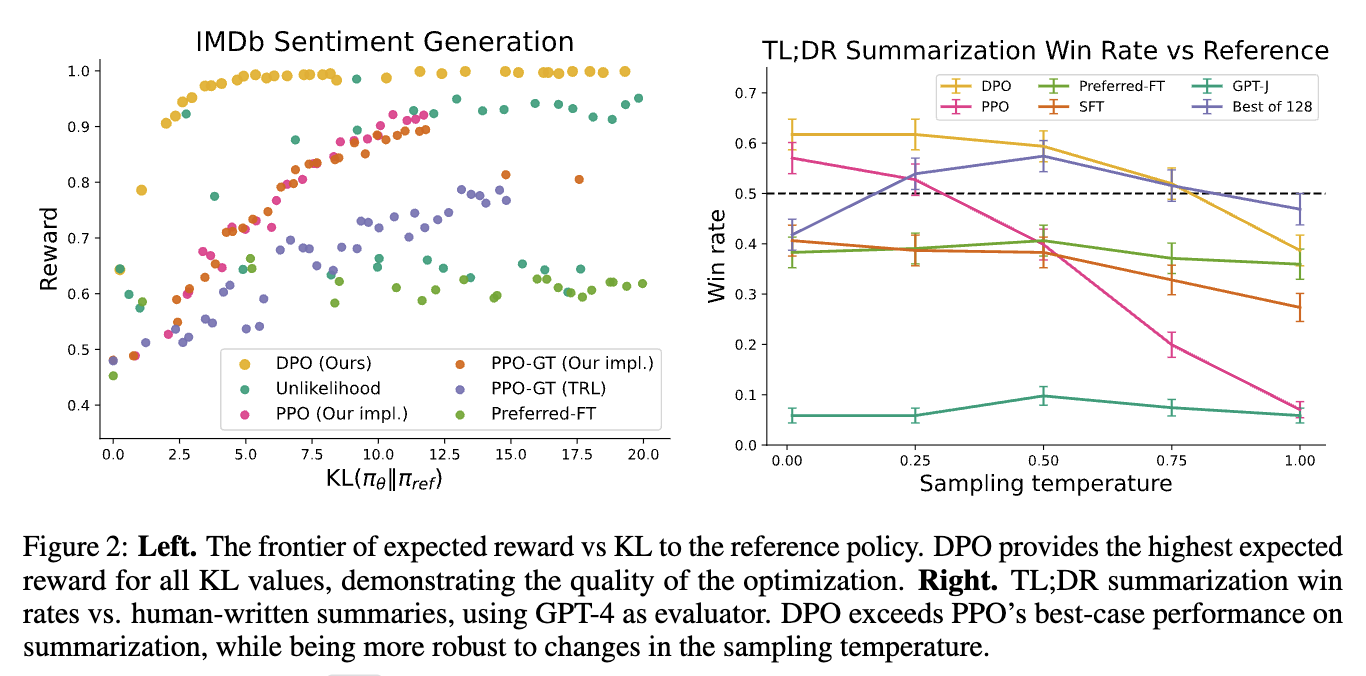 IMDb Sentiment Generation
1.0
0.9
0.8
0.7
0.6
0.5
0.4
Reward
DPO (Ours)
Unlikelihood
PPO (Our impl.)
PPO-GT (Our impl.)
PPO-GT (TRL)
Preferred-FT
0.0 2.5 5.0 7.5 10.0 12.5 15.0 17.5 20.0
KL(πθ‖πref)
TL;DR Summarization Win Rate vs Reference
DPO
PPO
Preferred-FT
SFT
GPT-J
Best of 128
0.7
0.6
0.5
0.4
0.3
0.2
0.1
0.0
Win rate
0.00 0.25 0.50 0.75 1.00
Sampling temperature
Figure 2: Left. The frontier of expected reward vs KL to the reference policy. DPO provides the highest expected
reward for all KL values, demonstrating the quality of the optimization. Right. TL;DR summarization win
rates vs. human-written summaries, using GPT-4 as evaluator. DPO exceeds PPO's best-case performance on
summarization, while being more robust to changes in the sampling temperature.